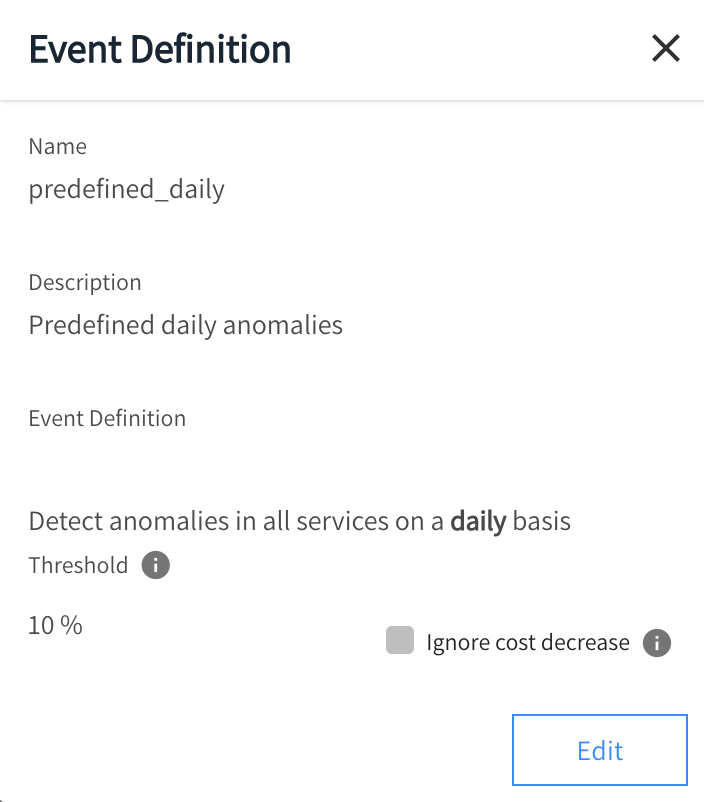 Event Definition
Name
predefined_daily
Description
Predefined daily anomalies
Event Definition
Detect anomalies in all services on a daily basis
Threshold
10 %
Ignore cost decrease
Edit